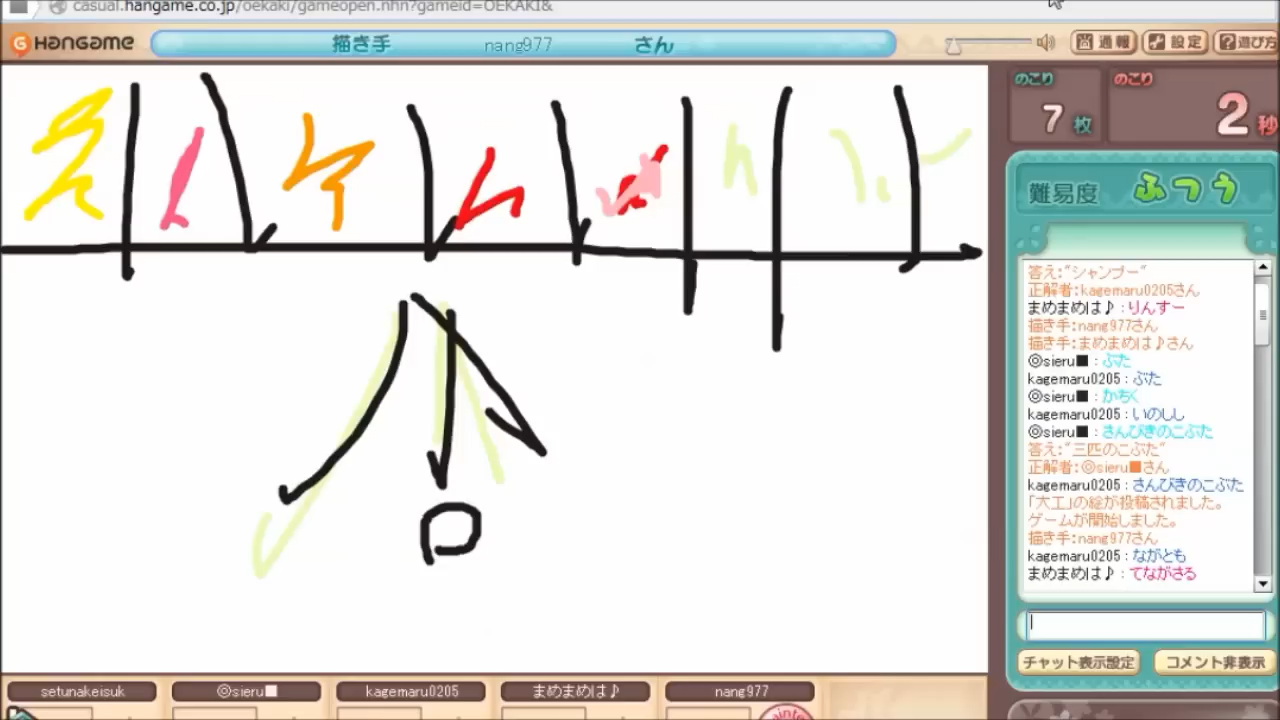 casual.hangame.co.jp/oekaki/gameopen.nhn?gameid=OEKAKI&
HANGAME 描き手 nang977 さん 通報 設定 遊び方
のこり 7 枚 のこり 2 秒
難易度 ふつう
答え:"シャンプー"
正解者:kagemaru0205さん
まめまめは♪:りんすー
描き手:nang977さん
描き手:まめまめは♪さん
◎sieru■:ぶた
kagemaru0205:ぶた
◎sieru■:かちく
kagemaru0205:いのしし
◎sieru■:さんびきのこぶた
答え:"三匹のこぶた"
正解者:◎sieru■さん
kagemaru0205:さんびきのこぶた
「大工」の絵が投稿されました。
ゲームが開始しました。
描き手:nang977さん
kagemaru0205:ながとも
まめまめは♪:てながさる
チャット表示設定 コメント非表示
setunakeisuk ◎sieru■ kagemaru0205 まめまめは♪ nang977